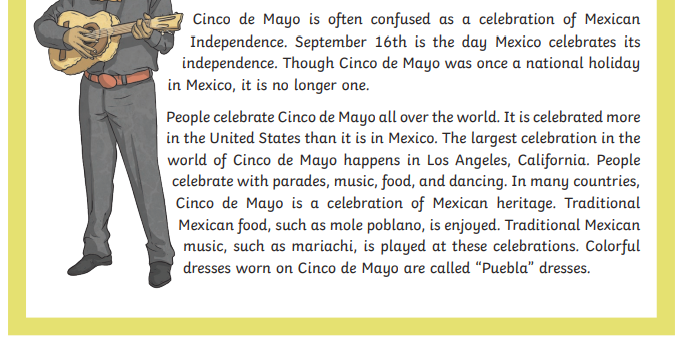 Cinco de Mayo is often confused as a celebration of Mexican
Independence. September 16th is the day Mexico celebrates its
independence. Though Cinco de Mayo was once a national holiday
in Mexico, it is no longer one.
People celebrate Cinco de Mayo all over the world. It is celebrated more
in the United States than it is in Mexico. The largest celebration in the
world of Cinco de Mayo happens in Los Angeles, California. People
celebrate with parades, music, food, and dancing. In many countries,
Cinco de Mayo is a celebration of Mexican heritage. Traditional
Mexican food, such as mole poblano, is enjoyed. Traditional Mexican
music, such as mariachi, is played at these celebrations. Colorful
dresses worn on Cinco de Mayo are called “Puebla” dresses.